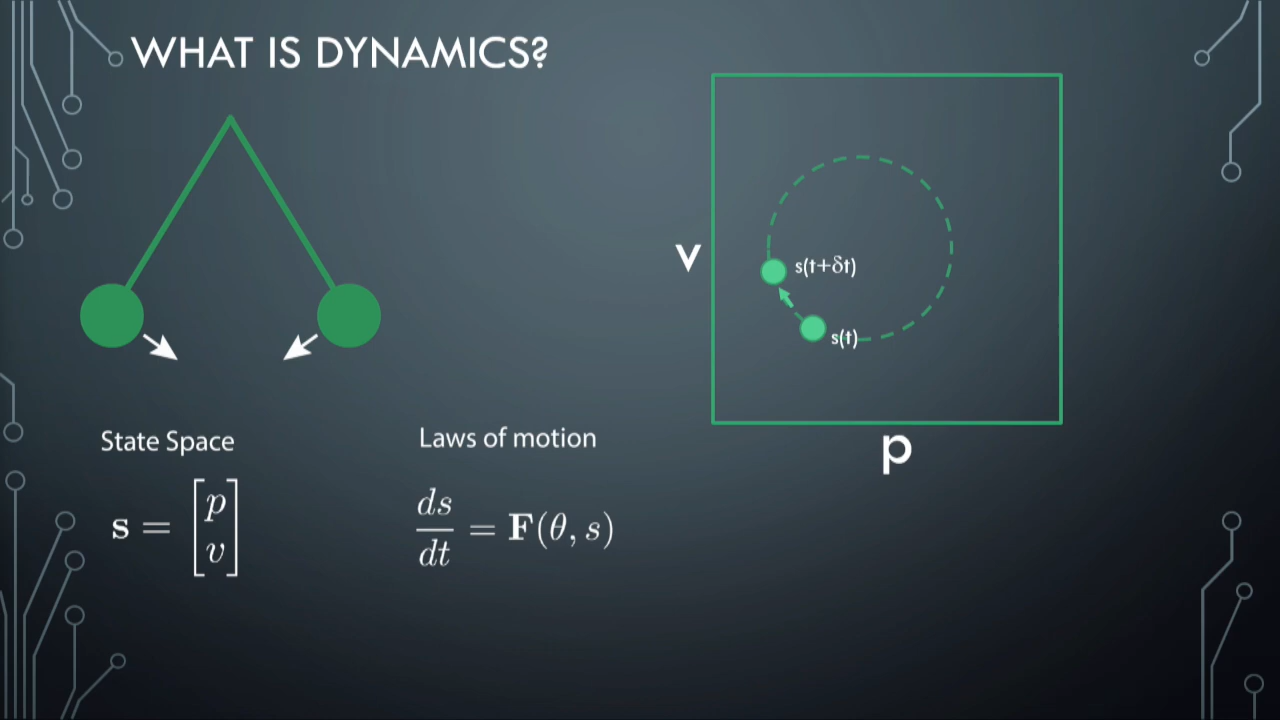 WHAT IS DYNAMICS?
v
s(t+δt)
s(t)
p
State Space
s = [p v]
Laws of motion
ds/dt = F(θ, s)